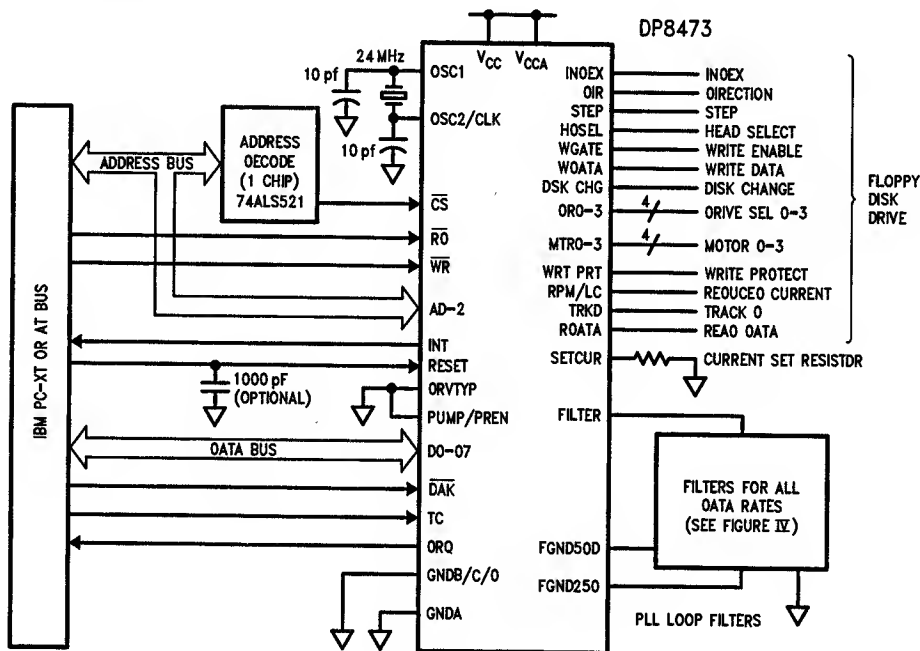 DP8473
VCC
VCCA
24 MHz
10 pf
OSC1
OSC2/CLK
10 pf
ADDRESS
OECODE
(1 CHIP)
74ALS521
ADDRESS BUS
CS
RO
WR
AD-2
INT
RESET
1000 pF
(OPTIONAL)
ORVTYP
PUMP/PREN
OATA BUS
DO-07
DAK
TC
ORQ
GNDB/C/O
GNDA
IBM PC-XT OR AT BUS
INOEX
INOEX
OIR
OIRECTION
STEP
STEP
HOSEL
HEAD SELECT
WGATE
WRITE ENABLE
WOATA
WRITE DATA
DSK CHG
DISK CHANGE
ORO-3
4
ORIVE SEL 0-3
MTRO-3
4
MOTOR 0-3
WRT PRT
WRITE PROTECT
RPM/LC
REOUCEO CURRENT
TRKD
TRACK 0
ROATA
REAO OATA
FLOPPY
DISK
DRIVE
SETCUR
CURRENT SET RESISTDR
FILTER
FILTERS FOR ALL
OATA RATES
(SEE FIGURE IV)
FGND50D
FGND250
PLL LOOP FILTERS